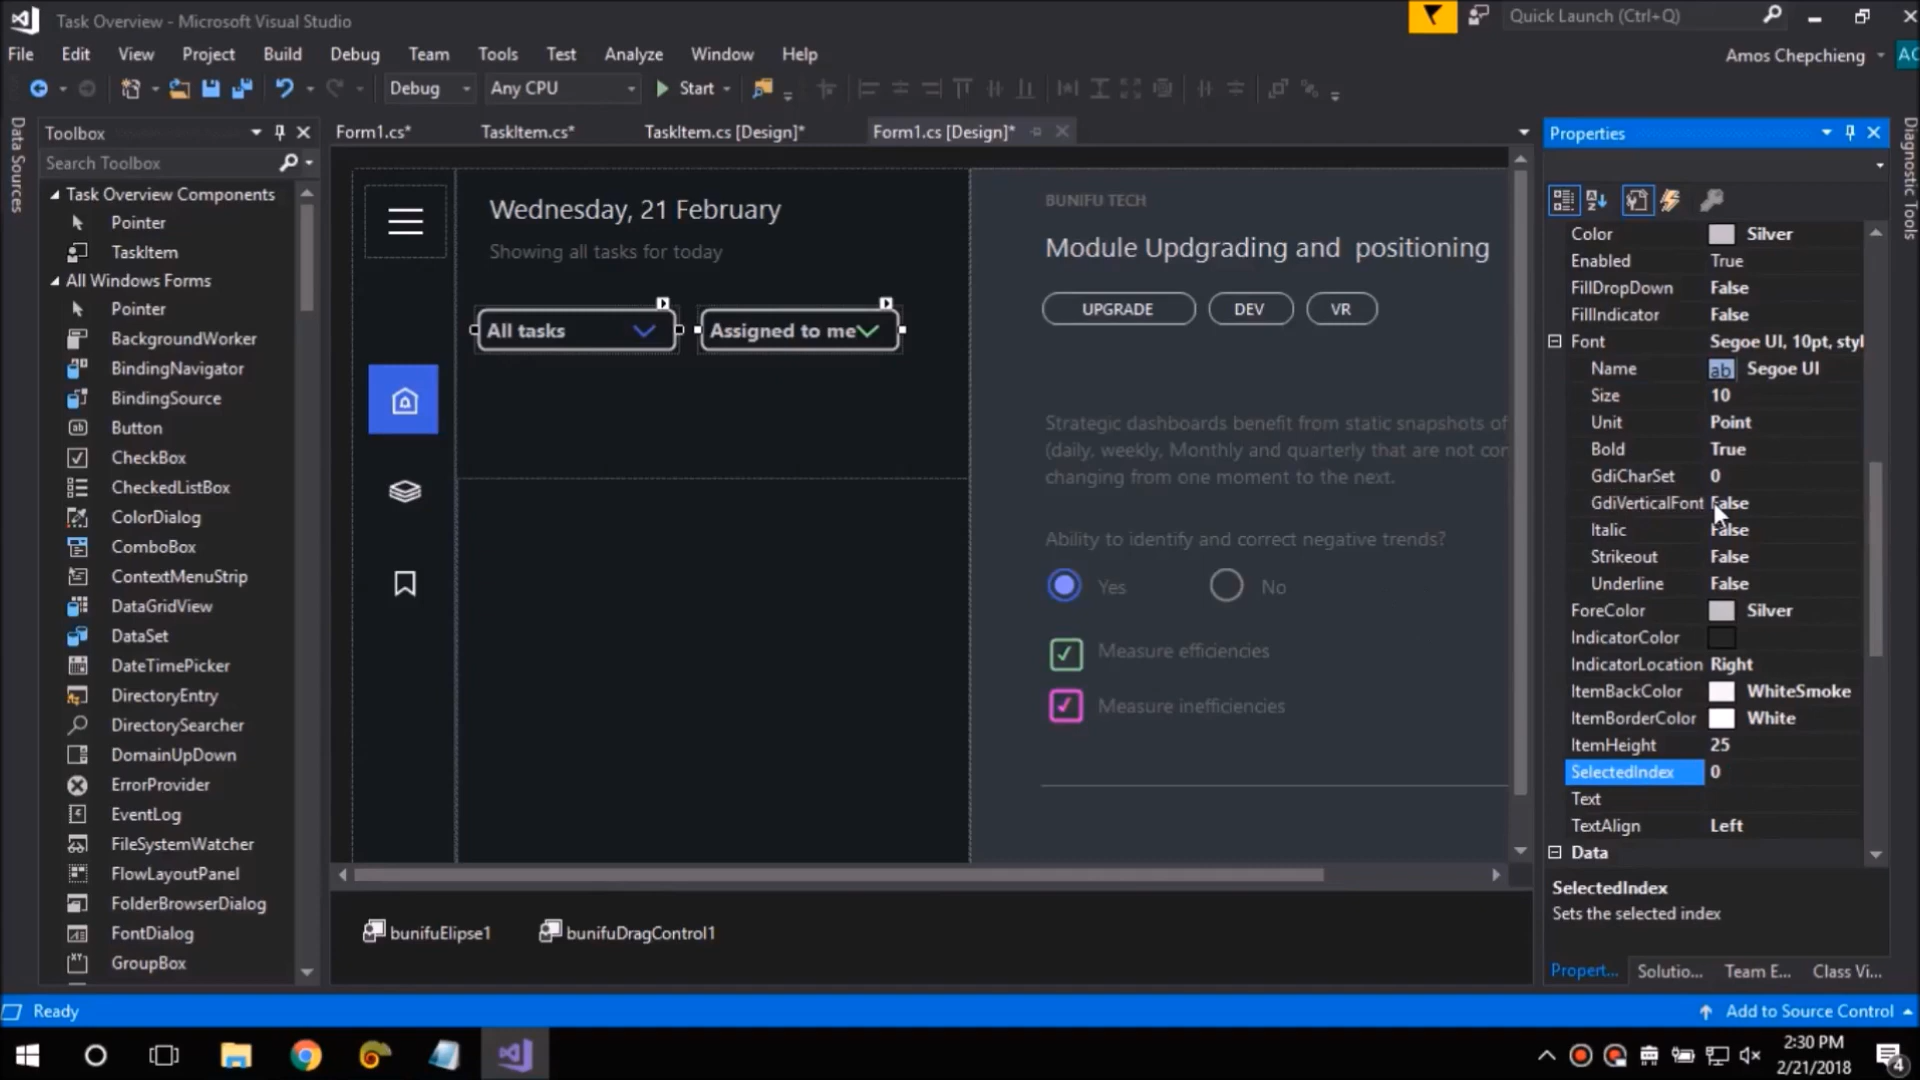 Task Overview - Microsoft Visual Studio
Quick Launch (Ctrl+Q)
File Edit View Project Build Debug Team Tools Test Analyze Window Help
Amos Chepchieng
AC
Debug Any CPU Start
Data Sources
Toolbox
Search Toolbox
Task Overview Components
Pointer
TaskItem
All Windows Forms
Pointer
BackgroundWorker
BindingNavigator
BindingSource
Button
CheckBox
CheckedListBox
ColorDialog
ComboBox
ContextMenuStrip
DataGridView
DataSet
DateTimePicker
DirectoryEntry
DirectorySearcher
DomainUpDown
ErrorProvider
EventLog
FileSystemWatcher
FlowLayoutPanel
FolderBrowserDialog
FontDialog
GroupBox
Form1.cs* TaskItem.cs* TaskItem.cs [Design]* Form1.cs [Design]*
Wednesday, 21 February
Showing all tasks for today
All tasks
Assigned to me
BUNIFU TECH
Module Updgrading and positioning
UPGRADE DEV VR
Strategic dashboards benefit from static snapshots of
(daily, weekly, Monthly and quarterly that are not con
changing from one moment to the next.
Ability to identify and correct negative trends?
Yes No
Measure efficiencies
Measure inefficiencies
bunifuElipse1 bunifuDragControl1
Properties
Color Silver
Enabled True
FillDropDown False
FillIndicator False
Font Segoe UI, 10pt, styl
Name ab Segoe UI
Size 10
Unit Point
Bold True
GdiCharSet 0
GdiVerticalFont False
Italic False
Strikeout False
Underline False
ForeColor Silver
IndicatorColor
IndicatorLocation Right
ItemBackColor WhiteSmoke
ItemBorderColor White
ItemHeight 25
SelectedIndex 0
Text
TextAlign Left
Data
SelectedIndex
Sets the selected index
Propert... Solutio... Team E... Class Vi...
Diagnostic Tools
Ready
Add to Source Control
2:30 PM
2/21/2018
4